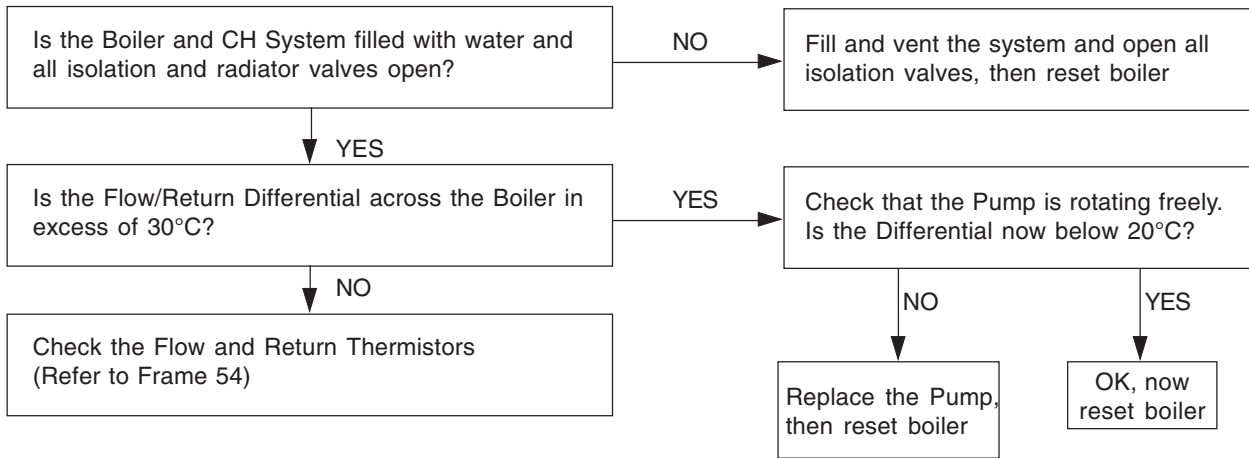 Is the Boiler and CH System filled with water and
all isolation and radiator valves open?
NO
Fill and vent the system and open all
isolation valves, then reset boiler
YES
Is the Flow/Return Differential across the Boiler in
excess of 30°C?
YES
Check that the Pump is rotating freely.
Is the Differential now below 20°C?
NO
Check the Flow and Return Thermistors
(Refer to Frame 54)
NO
YES
Replace the Pump,
then reset boiler
OK, now
reset boiler